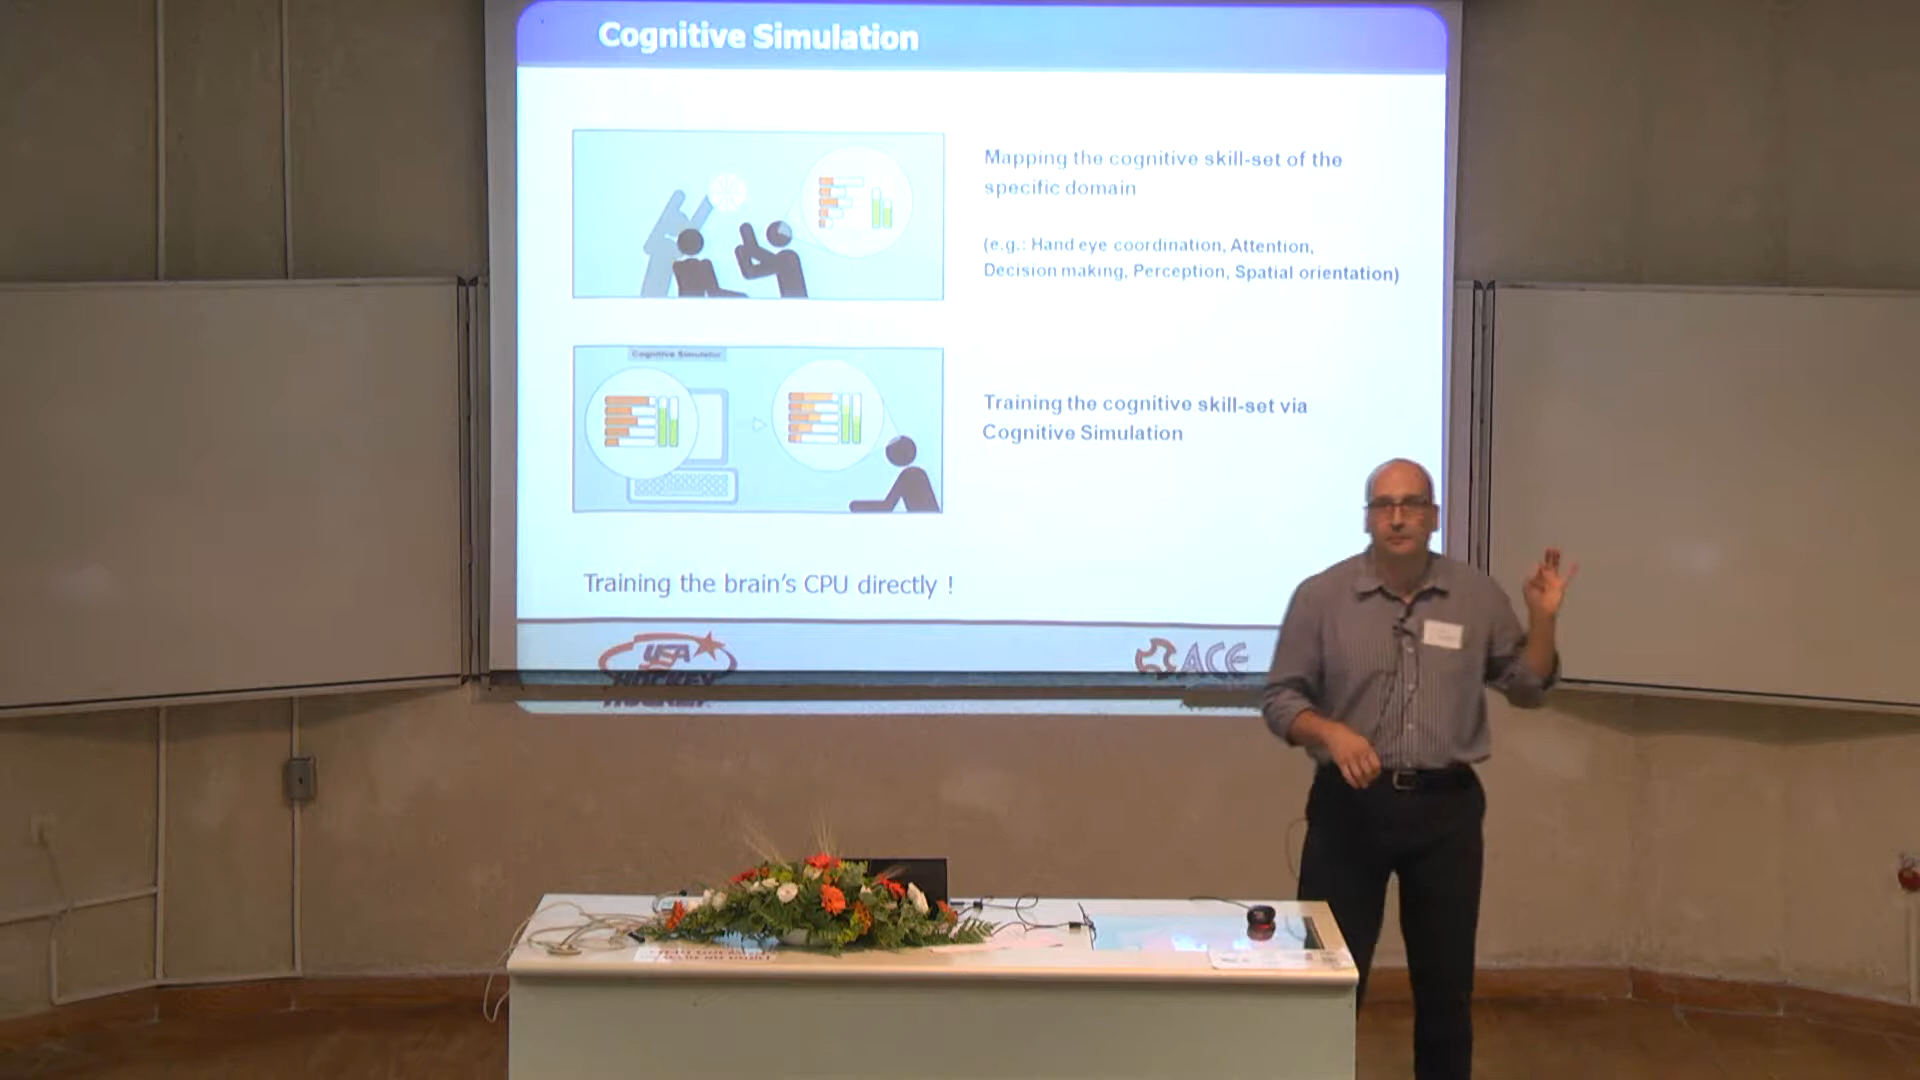 Cognitive Simulation
Mapping the cognitive skill-set of the
specific domain
(e.g.: Hand eye coordination, Attention,
Decision making, Perception, Spatial orientation)
Cognitive Simulator
Training the cognitive skill-set via
Cognitive Simulation
Training the brain's CPU directly !
USA
HOCKEY
ACE